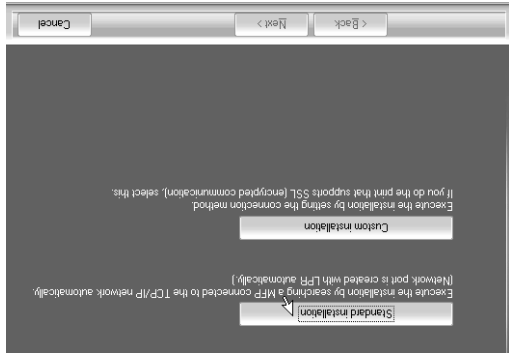 Standard installation
Execute the installation by searching a MFP connected to the TCP/IP network automatically.
(Network port is created with LPR automatically.)
Custom installation
Execute the installation by setting the connection method.
If you do the print that supports SSL (encrypted communication), select this.
< Back
Next >
Cancel